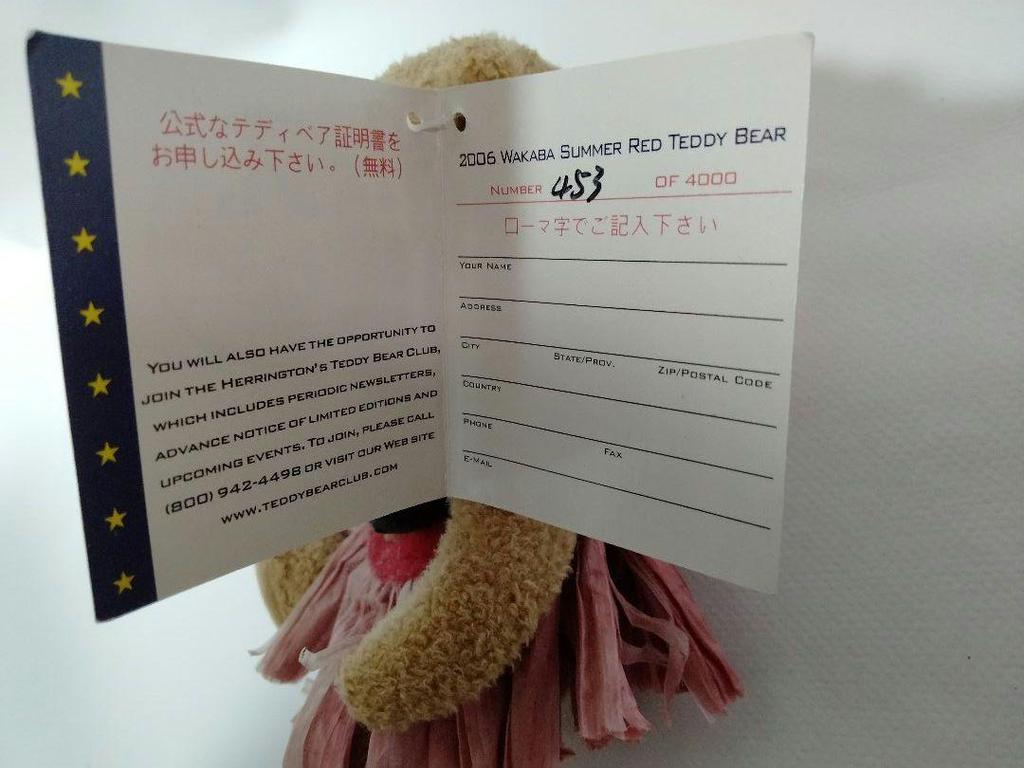 公式なテディベア証明書を
お申し込み下さい。(無料)
YOU WILL ALSO HAVE THE OPPORTUNITY TO
JOIN THE HERRINGTON'S TEDDY BEAR CLUB,
WHICH INCLUDES PERIODIC NEWSLETTERS,
ADVANCE NOTICE OF LIMITED EDITIONS AND
UPCOMING EVENTS. TO JOIN, PLEASE CALL
(800) 942-4498 OR VISIT OUR WEB SITE
WWW.TEDDYBEARCLUB.COM
2006 WAKABA SUMMER RED TEDDY BEAR
NUMBER 453 OF 4000
ローマ字でご記入下さい
YOUR NAME
ADDRESS
CITY STATE/PROV. ZIP/POSTAL CODE
COUNTRY
PHONE FAX
E-MAIL